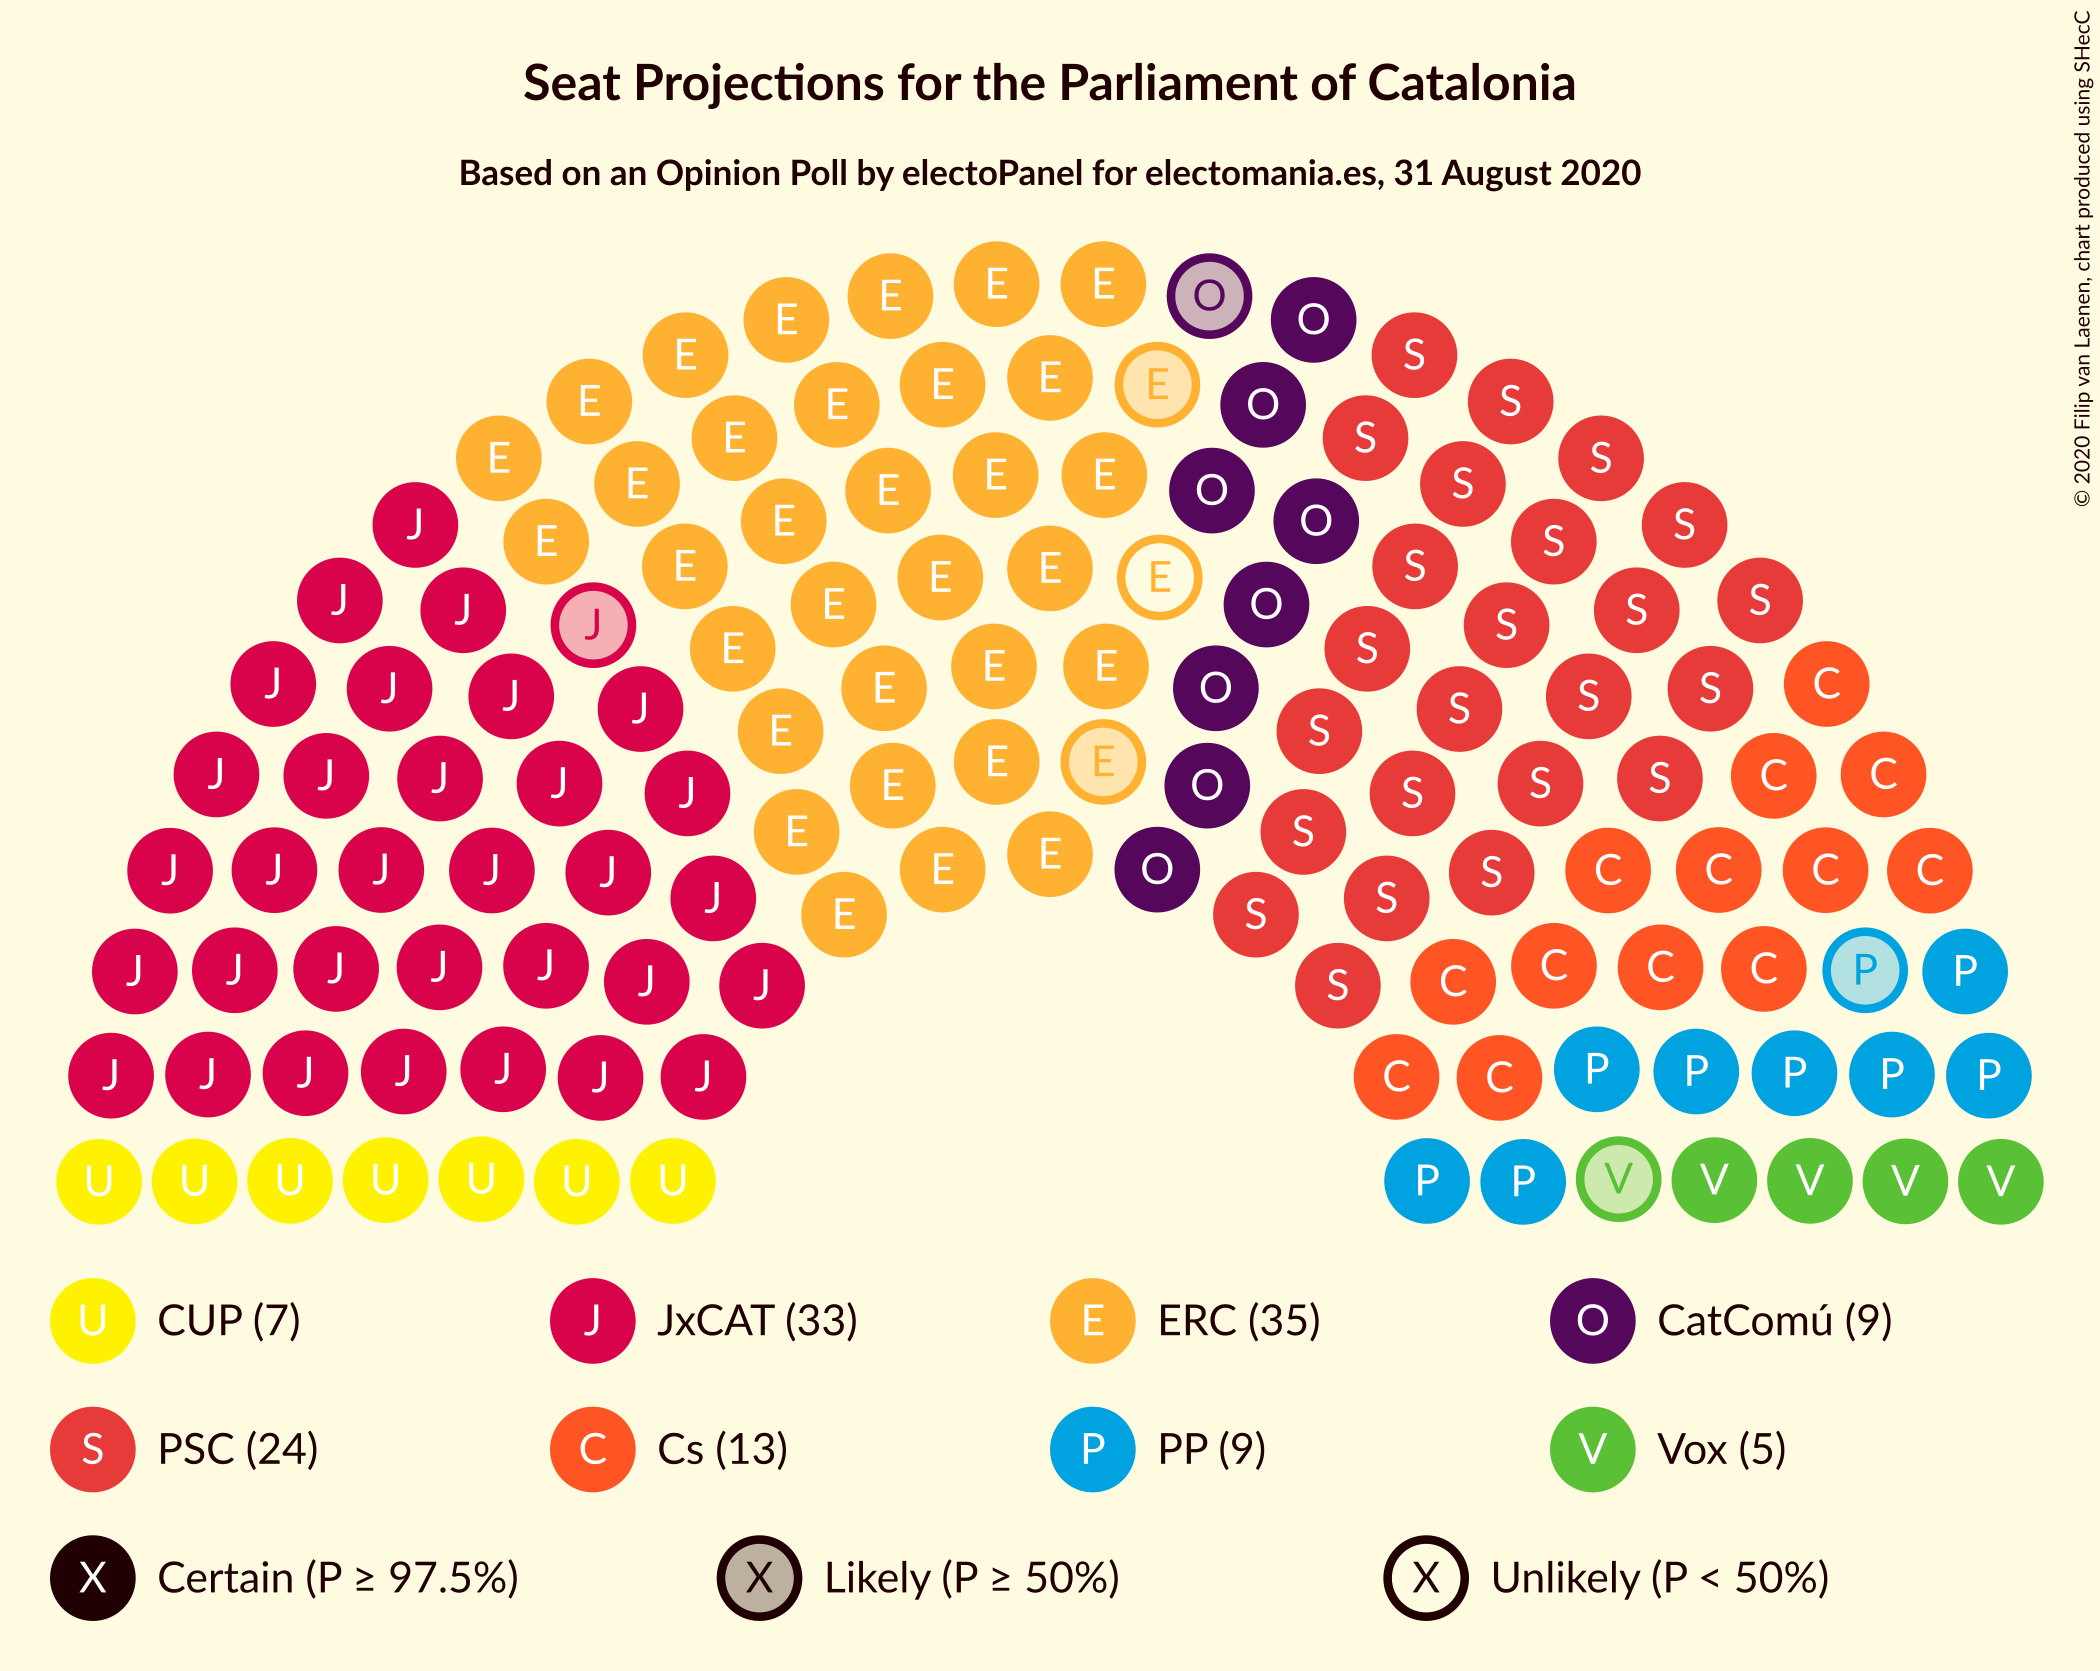 Seat Projections for the Parliament of Catalonia
Based on an Opinion Poll by electoPanel for electomania.es, 31 August 2020
© 2020 Filip van Laenen, chart produced using SHecC
E E O O
E E S
E E E E E O S
E E E O S S
E E E E O S
J E E O S S
J E E E E E O S S
J J E E E S S S
J J J E E E E O S S S
J J J E E E O S S S C
J J J J E E E O S S S C C
J J J J J E E E O S S S C C C C
J J J J J J E S S C C C P P
J J J J J J J C C P P P P P
U U U U U U U P P V V V V V
U CUP (7) J JxCAT (33) E ERC (35) O CatComú (9)
S PSC (24) C Cs (13) P PP (9) V Vox (5)
X Certain (P ≥ 97.5%) X Likely (P ≥ 50%) X Unlikely (P < 50%)